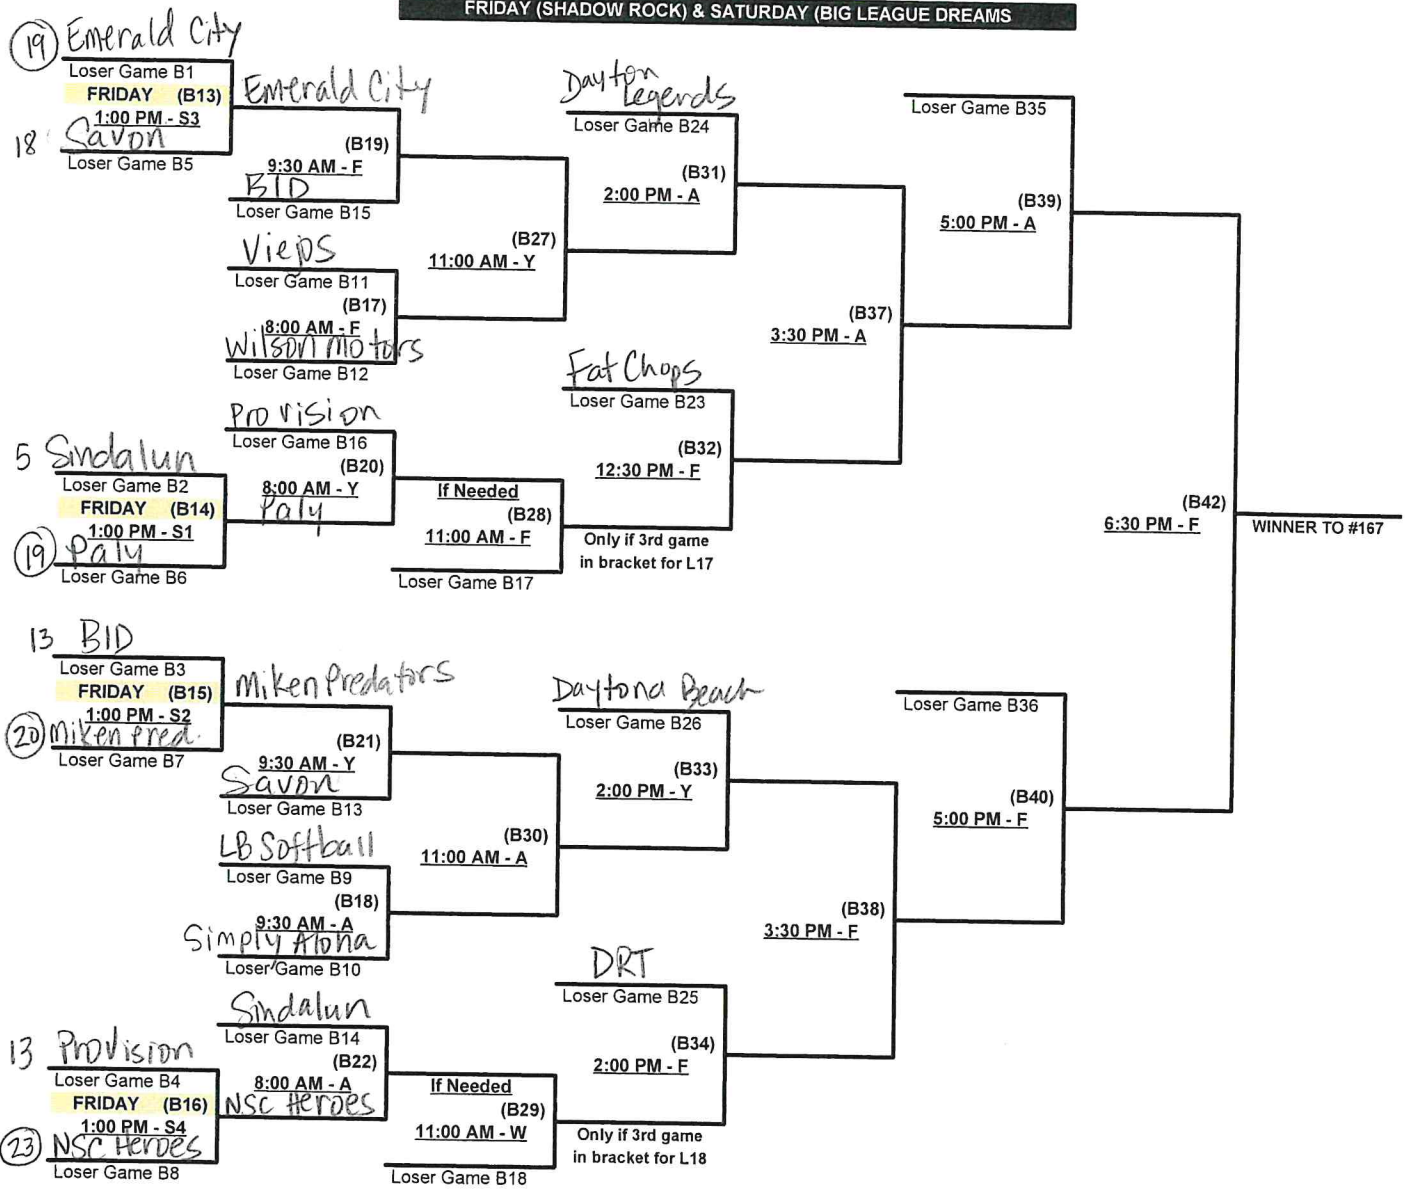 FRIDAY (SHADOW ROCK) & SATURDAY (BIG LEAGUE DREAMS
19 Emerald City
Loser Game B1
FRIDAY (B13)
1:00 PM - S3
18 Savon
Loser Game B5
Emerald City
(B19)
9:30 AM - F
BID
Loser Game B15
Viejos
Loser Game B11
(B17)
8:00 AM - F
Wilson Motors
Loser Game B12
(B27)
11:00 AM - Y
Dayton
Legends
Loser Game B24
(B31)
2:00 PM - A
Loser Game B35
(B39)
5:00 PM - A
(B37)
3:30 PM - A
Fat Chops
Loser Game B23
(B32)
12:30 PM - F
Provision
Loser Game B16
(B20)
8:00 AM - Y
Paly
5 Sindalun
Loser Game B2
FRIDAY (B14)
1:00 PM - S1
19 Paly
Loser Game B6
If Needed
(B28)
11:00 AM - F
Loser Game B17
Only if 3rd game
in bracket for L17
(B42)
6:30 PM - F
WINNER TO #167
13 BID
Loser Game B3
FRIDAY (B15)
1:00 PM - S2
20 Miken Pred.
Loser Game B7
Miken Predators
(B21)
9:30 AM - Y
Savon
Loser Game B13
LB Softball
Loser Game B9
(B18)
9:30 AM - A
Simply Aloha
Loser Game B10
(B30)
11:00 AM - A
Daytona Beach
Loser Game B26
(B33)
2:00 PM - Y
Loser Game B36
(B40)
5:00 PM - F
(B38)
3:30 PM - F
DRT
Loser Game B25
(B34)
2:00 PM - F
Sindalun
Loser Game B14
(B22)
8:00 AM - A
NSC Heroes
13 Provision
Loser Game B4
FRIDAY (B16)
1:00 PM - S4
23 NSC Heroes
Loser Game B8
If Needed
(B29)
11:00 AM - W
Loser Game B18
Only if 3rd game
in bracket for L18